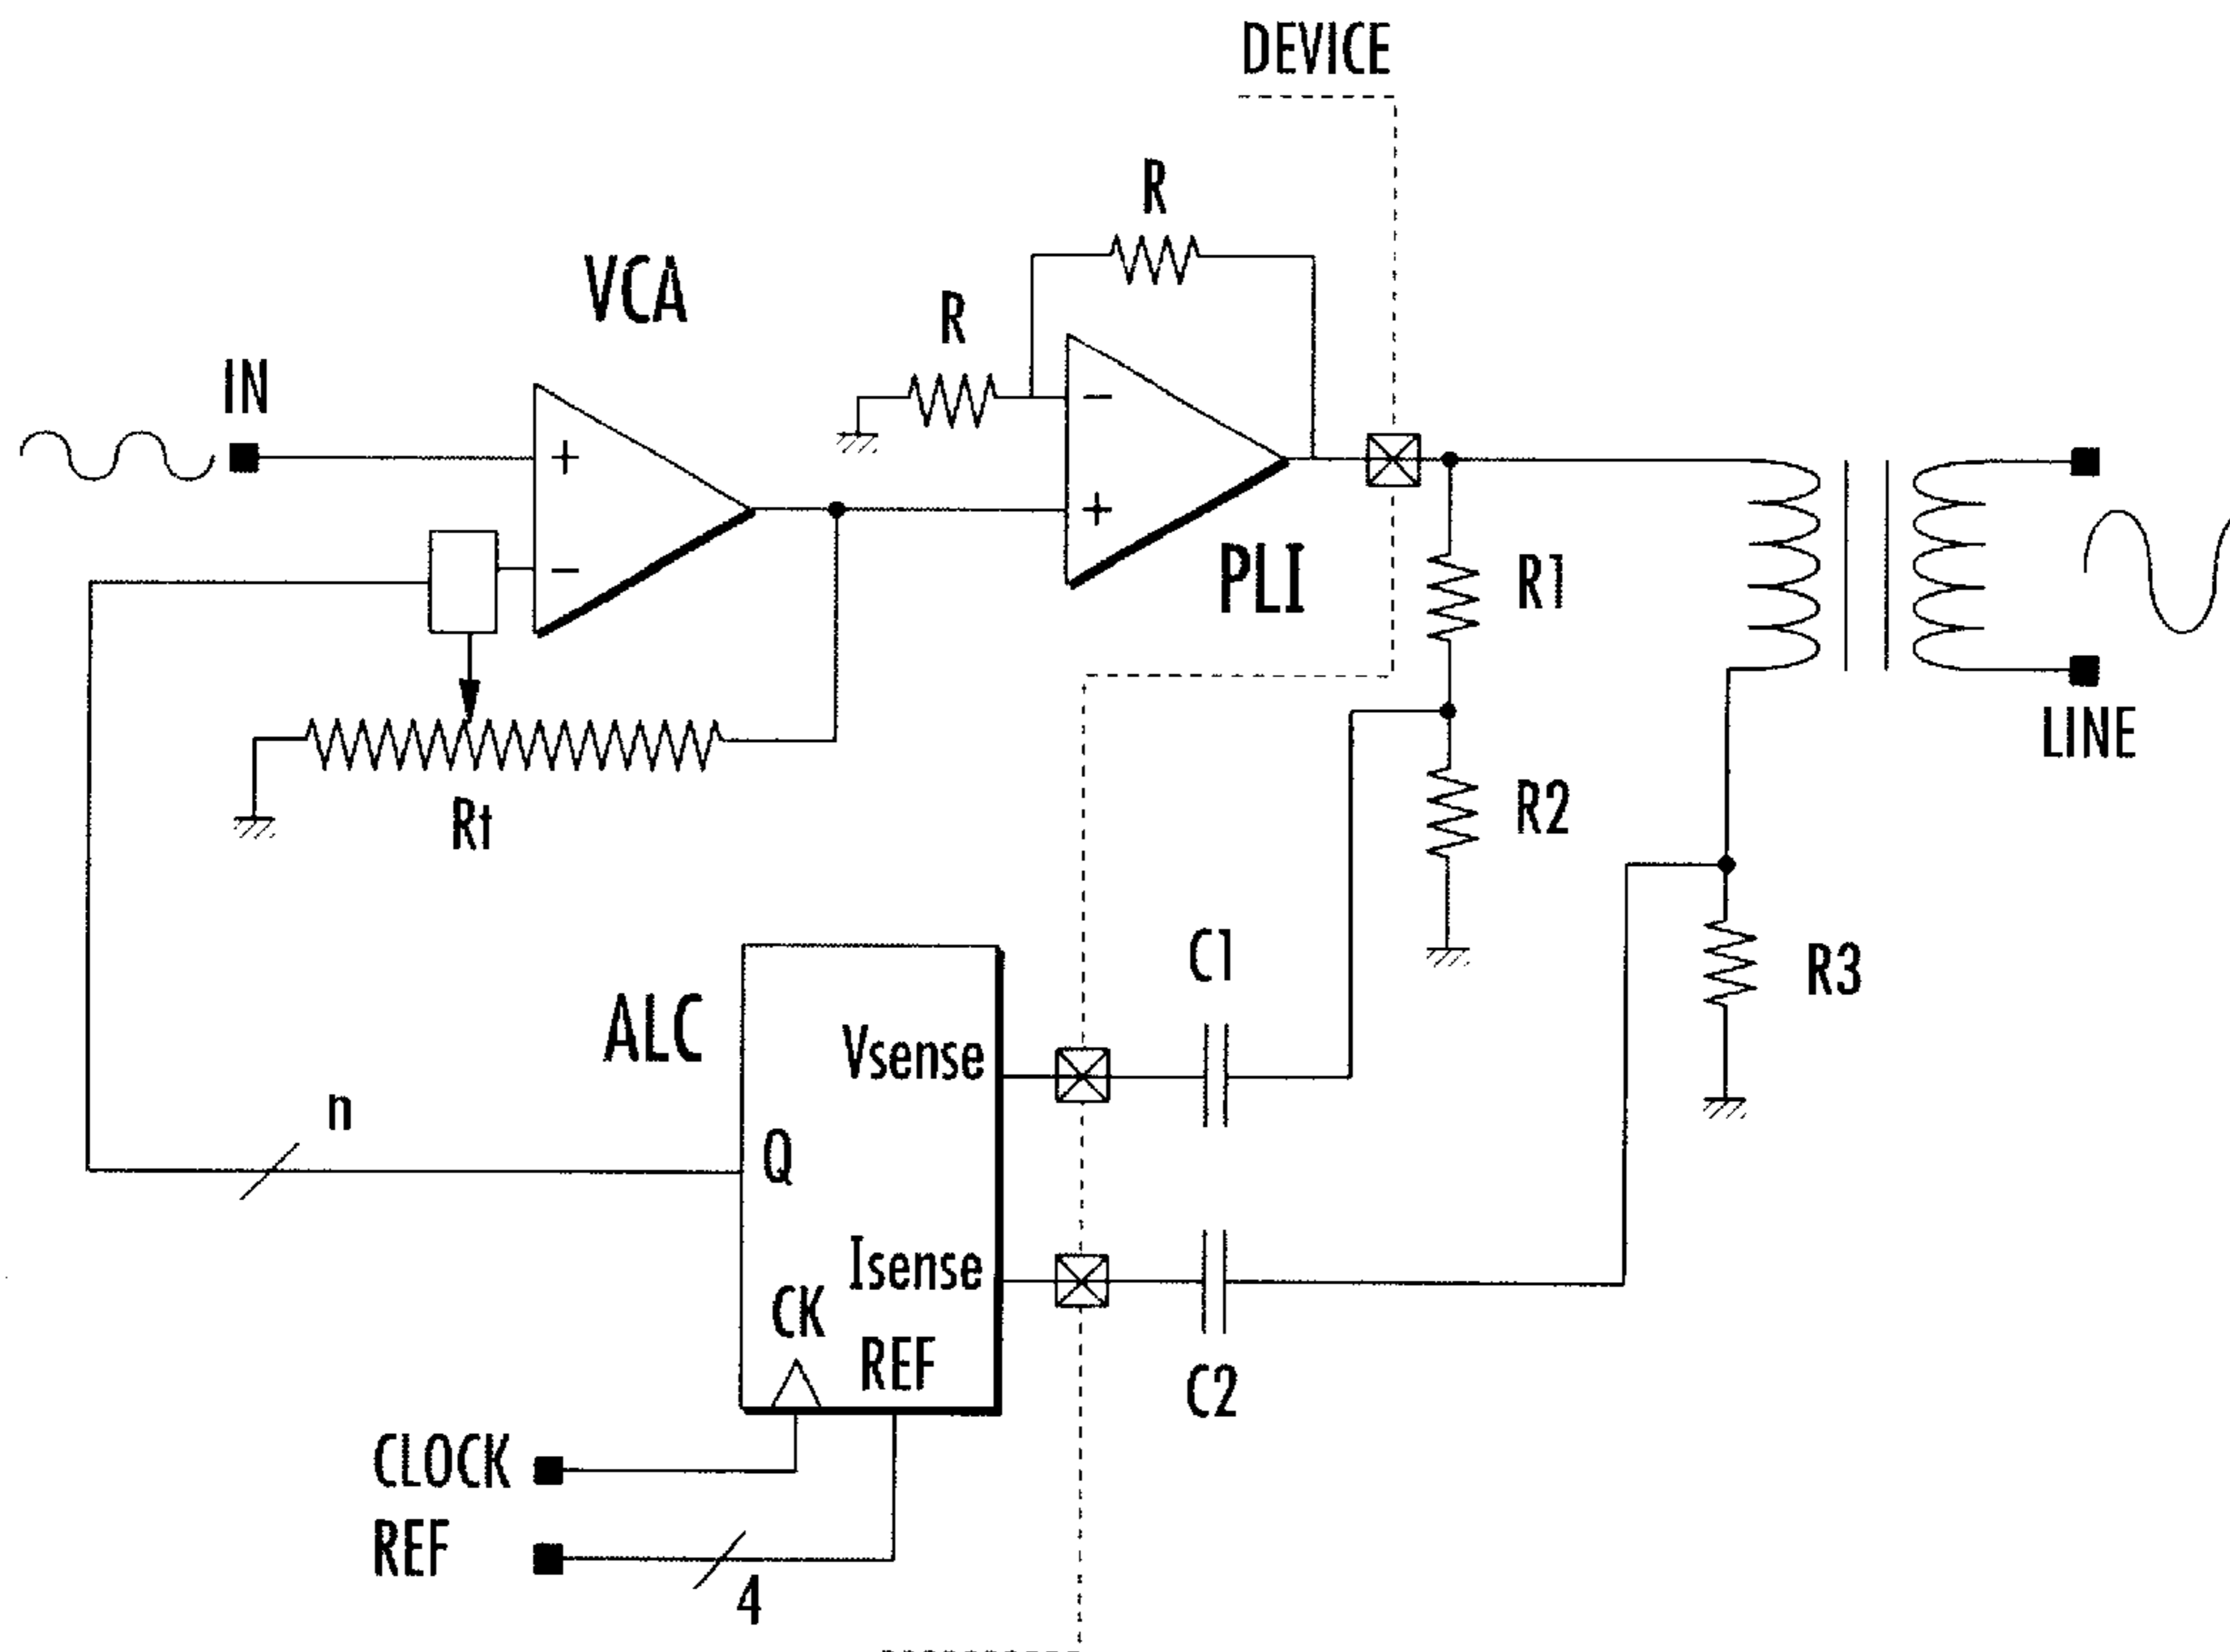 DEVICE
R
VCA
R
IN
+
−
−
+
PLI
R1
LINE
Rt
R2
C1
R3
ALC
Vsense
n
Q
Isense
CK
REF
C2
CLOCK
REF
4